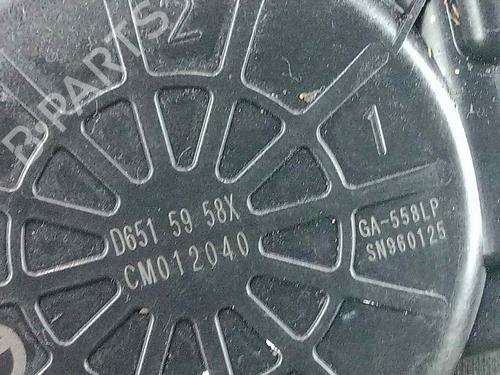 2
1
D651 59 58X
CM012040
GA-558LP
SN960125
B-PARTS